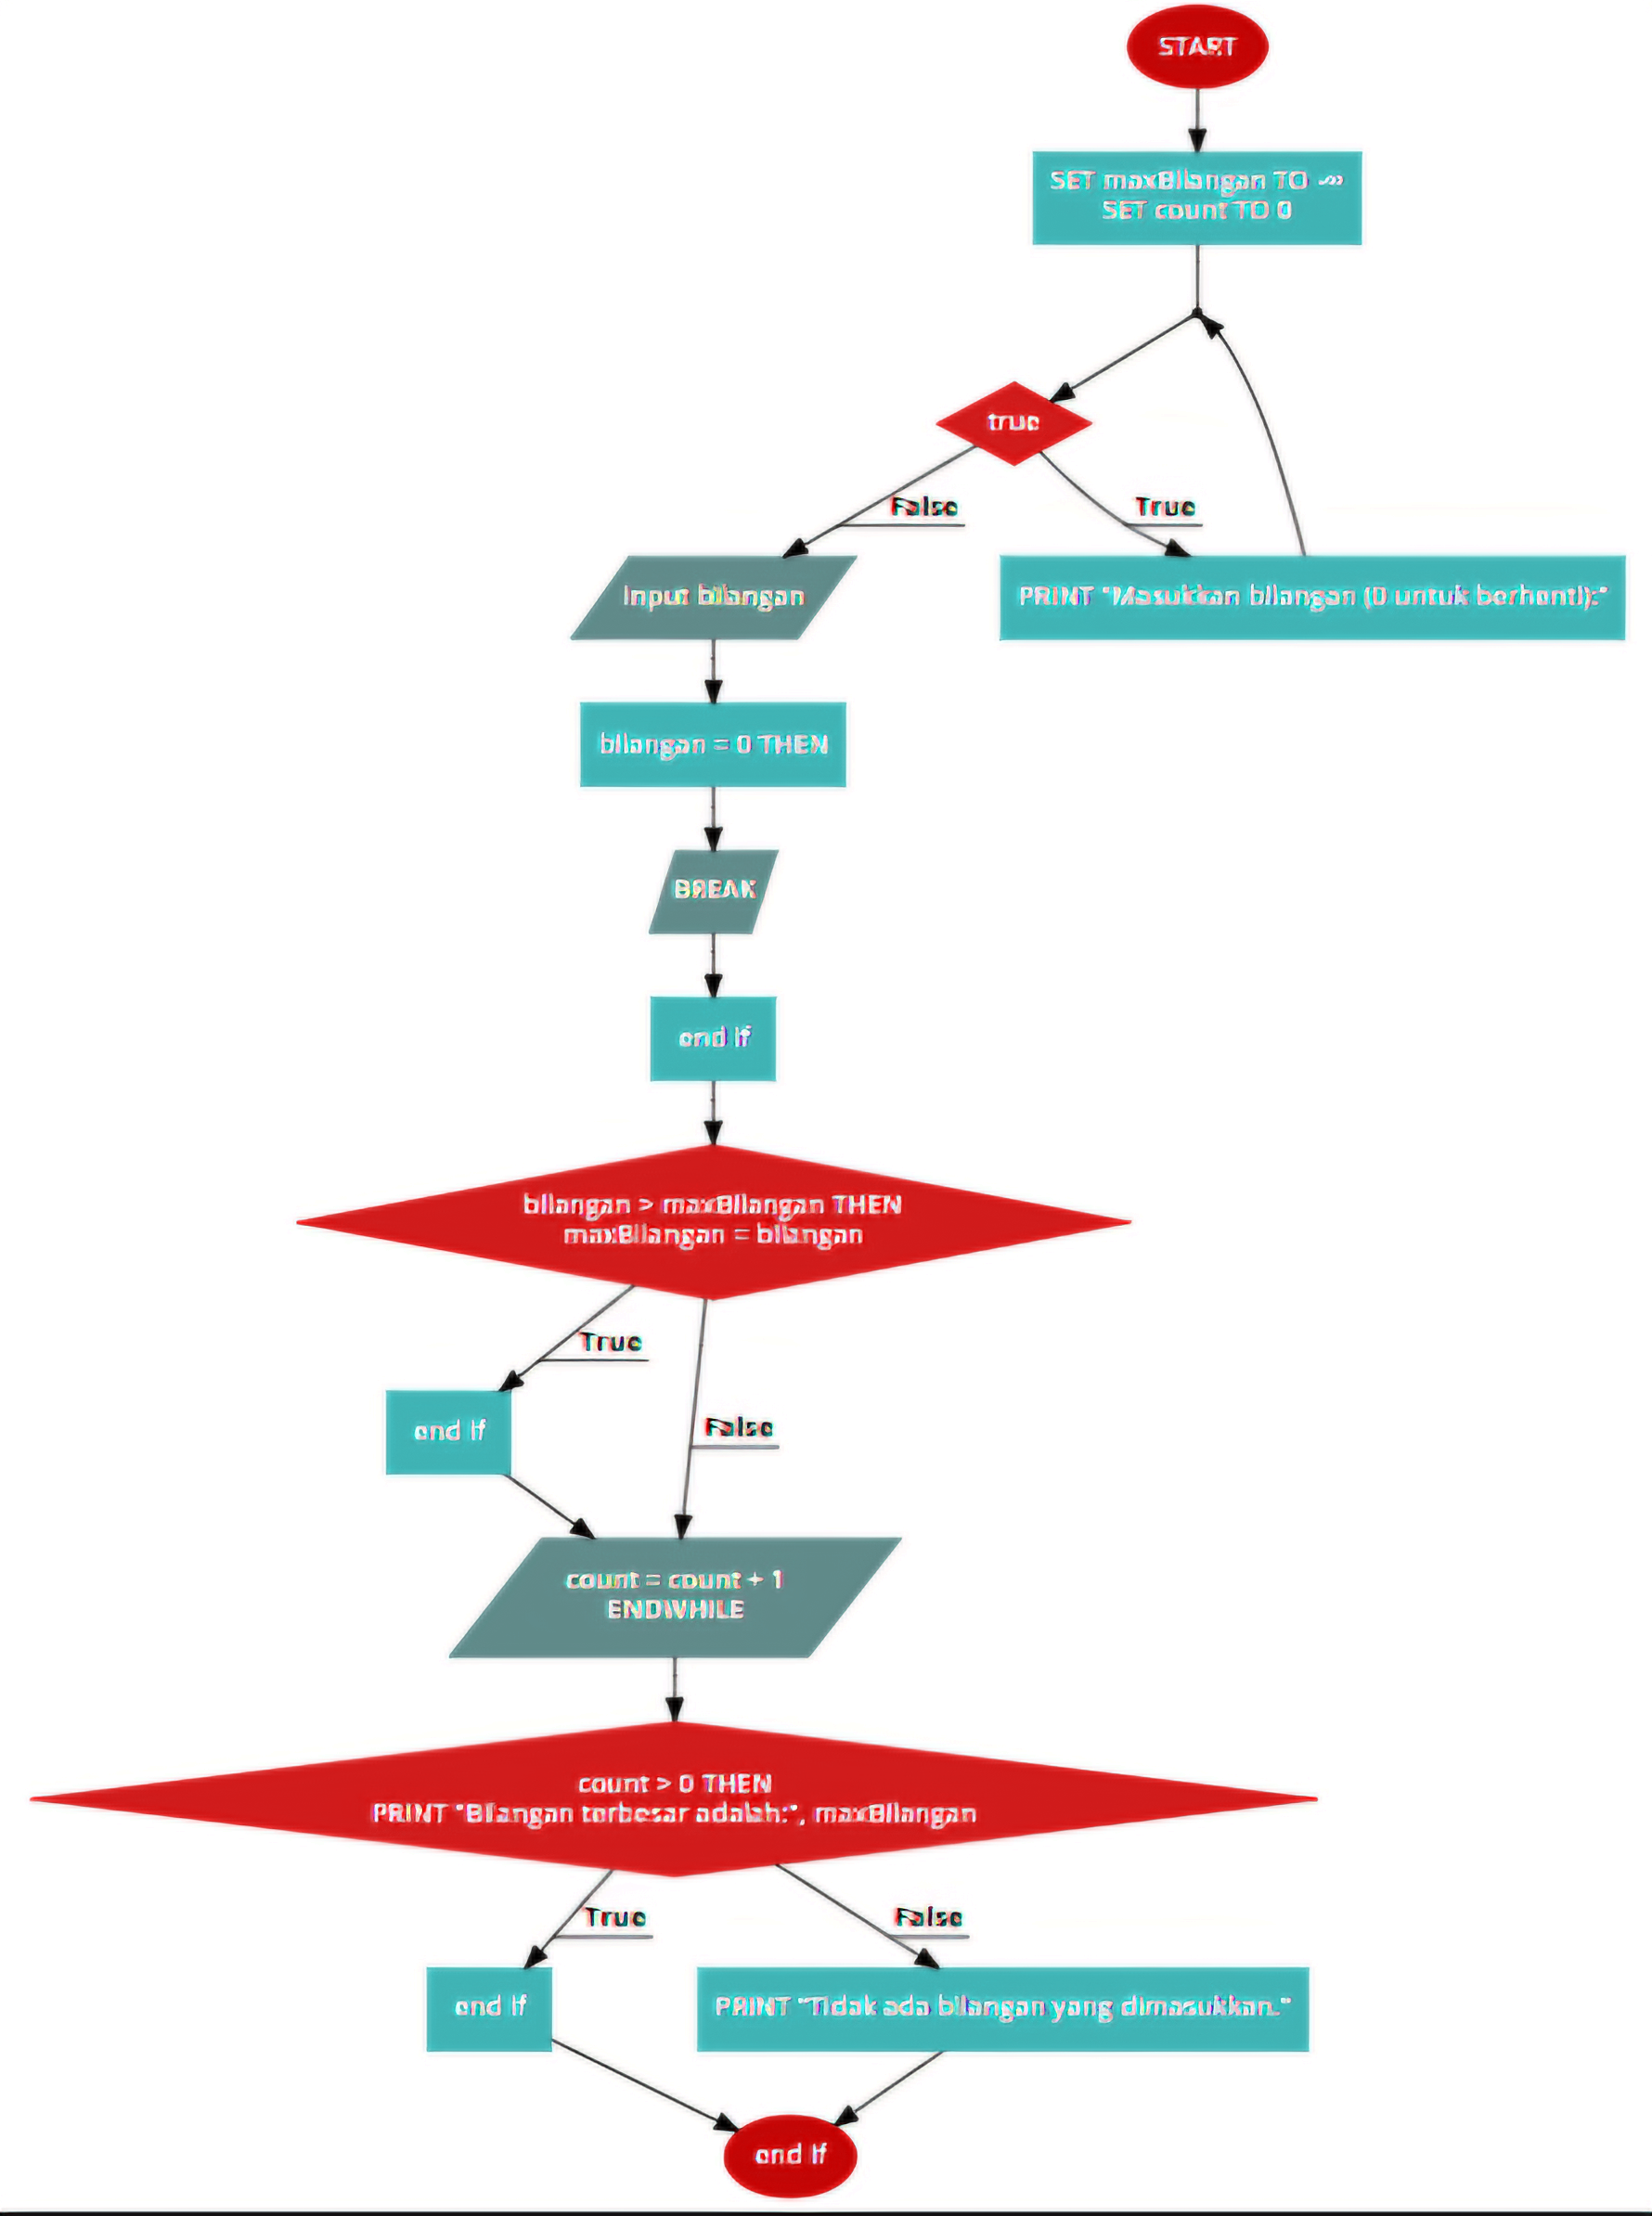 START
SET maxBilangan TO -∞
SET count TO 0
true
False
True
Input bilangan
PRINT "Masukkan bilangan (0 untuk berhenti):"
bilangan = 0 THEN
BREAK
end if
bilangan > maxBilangan THEN
maxBilangan = bilangan
True
end if
False
count = count + 1
ENDWHILE
count > 0 THEN
PRINT "Bilangan terbesar adalah:", maxBilangan
True
False
end if
PRINT "Tidak ada bilangan yang dimasukkan."
end if